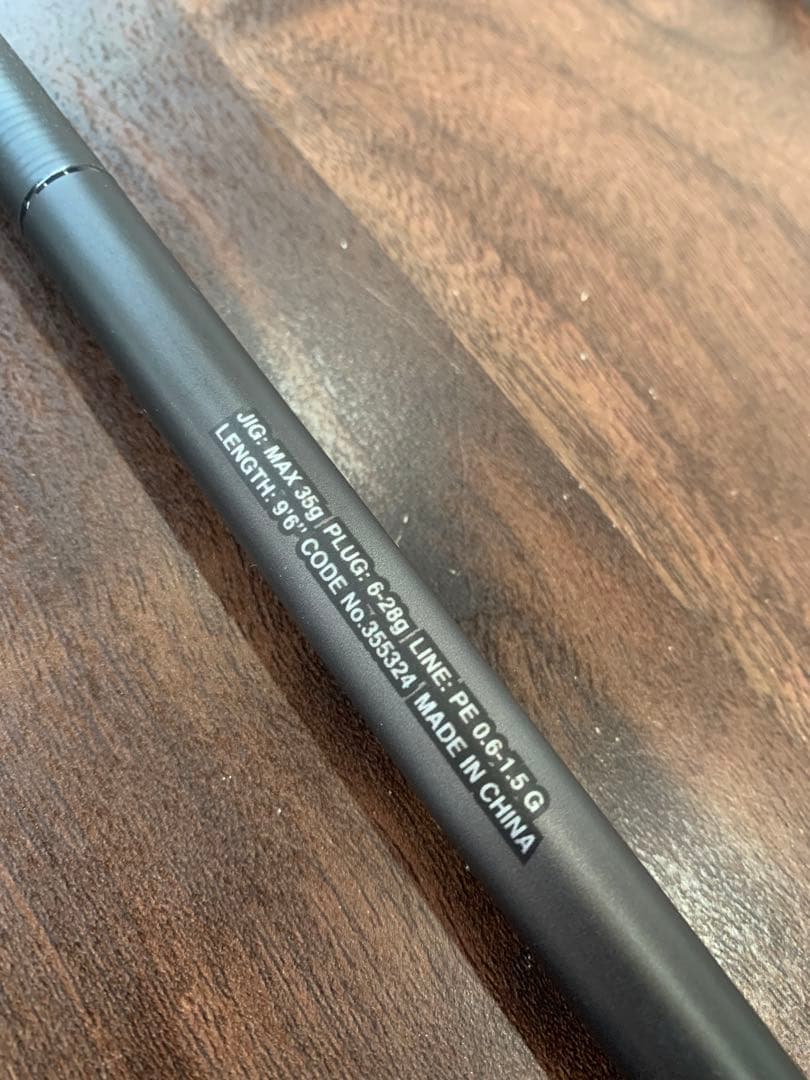 JIG: MAX 35g | PLUG: 6-28g | LINE: PE 0.6-1.5 G
LENGTH: 9'6" CODE No.355324 | MADE IN CHINA